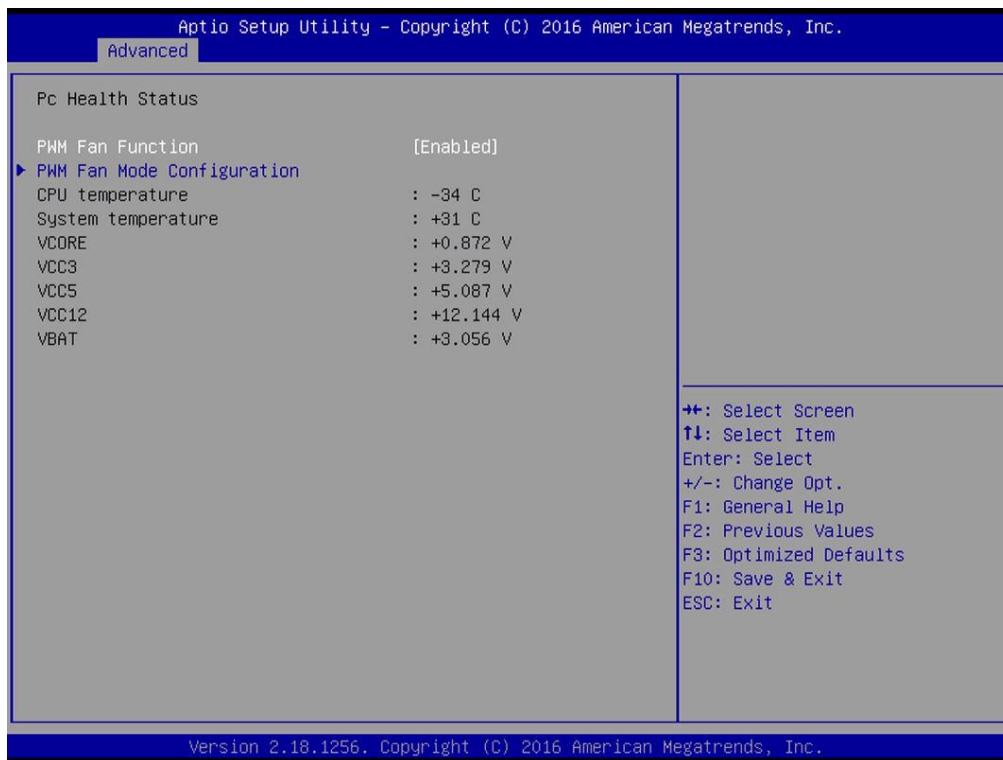 Aptio Setup Utility – Copyright (C) 2016 American Megatrends, Inc.
Advanced
Pc Health Status
PWM Fan Function [Enabled]
PWM Fan Mode Configuration
CPU temperature : -34 C
System temperature : +31 C
VCORE : +0.872 V
VCC3 : +3.279 V
VCC5 : +5.087 V
VCC12 : +12.144 V
VBAT : +3.056 V
→←: Select Screen
↑↓: Select Item
Enter: Select
+/-: Change Opt.
F1: General Help
F2: Previous Values
F3: Optimized Defaults
F10: Save & Exit
ESC: Exit
Version 2.18.1256. Copyright (C) 2016 American Megatrends, Inc.